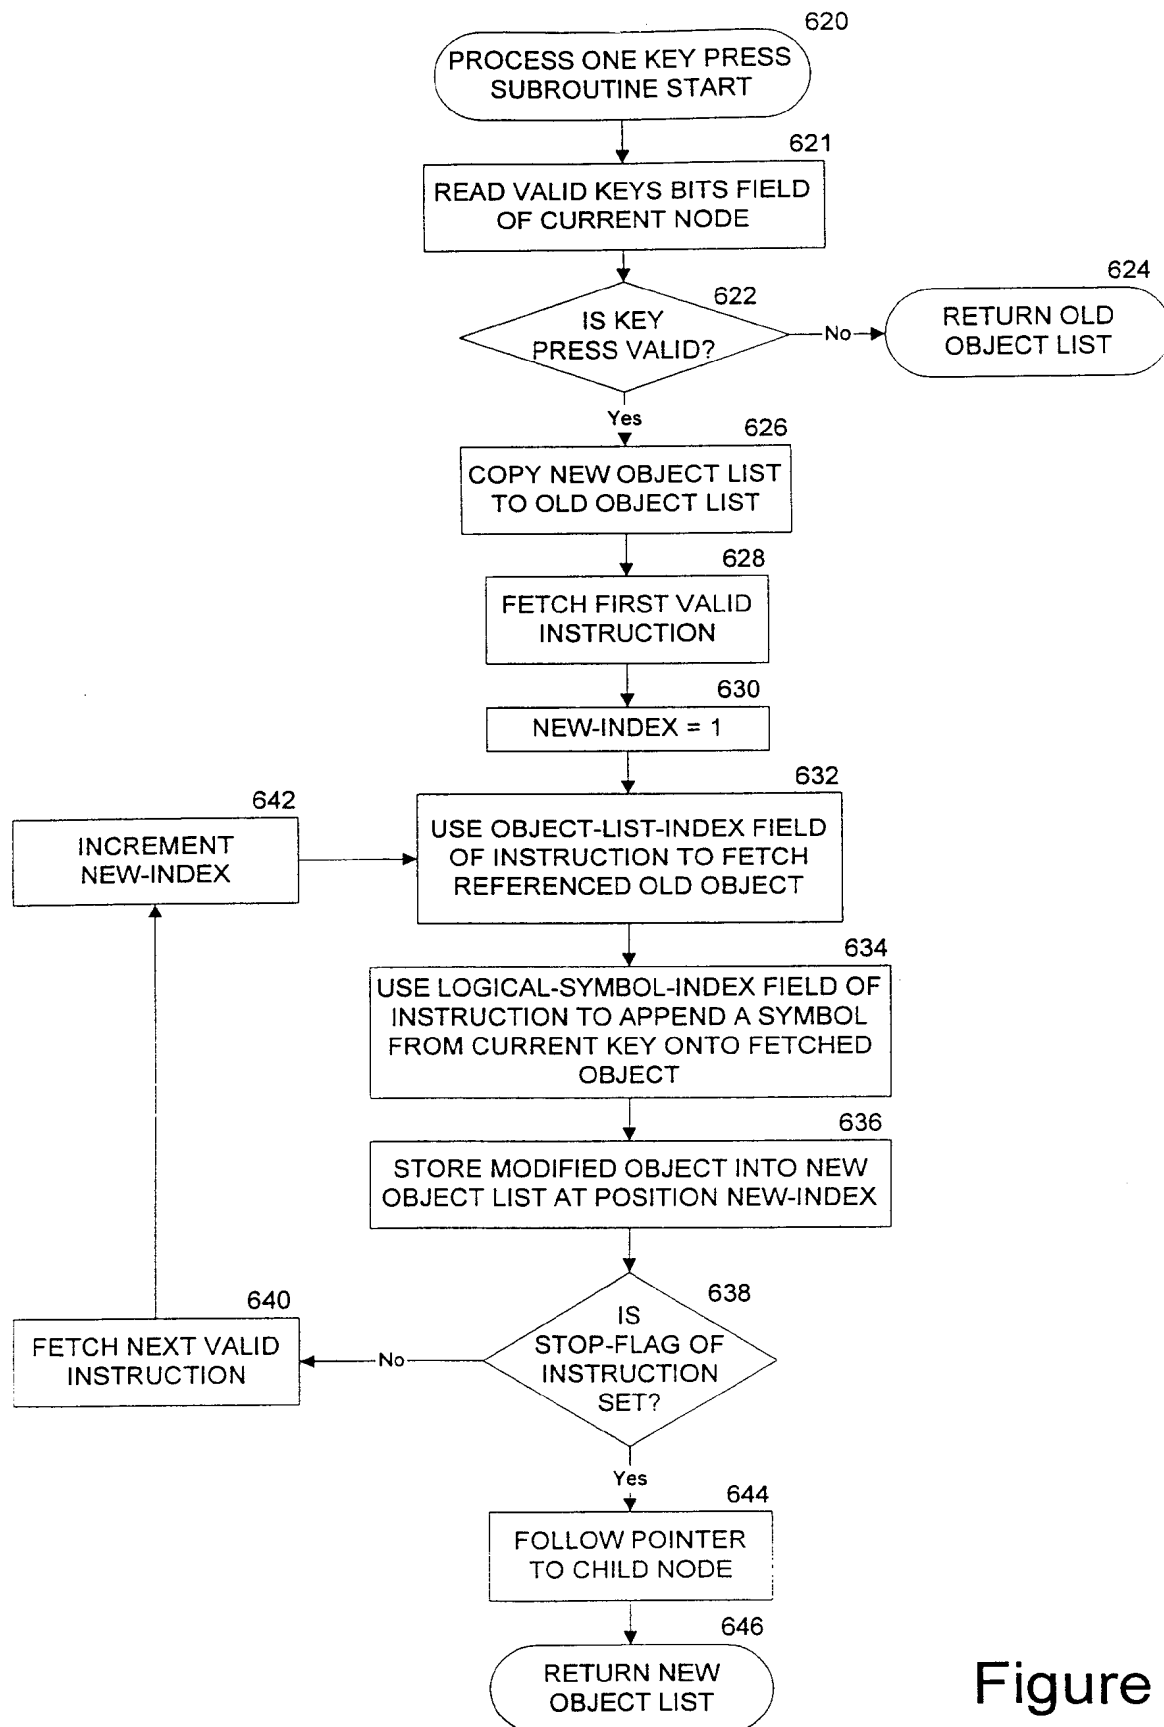 620
PROCESS ONE KEY PRESS
SUBROUTINE START
621
READ VALID KEYS BITS FIELD
OF CURRENT NODE
622
IS KEY
PRESS VALID?
No
624
RETURN OLD
OBJECT LIST
Yes
626
COPY NEW OBJECT LIST
TO OLD OBJECT LIST
628
FETCH FIRST VALID
INSTRUCTION
630
NEW-INDEX = 1
632
USE OBJECT-LIST-INDEX FIELD
OF INSTRUCTION TO FETCH
REFERENCED OLD OBJECT
642
INCREMENT
NEW-INDEX
634
USE LOGICAL-SYMBOL-INDEX FIELD OF
INSTRUCTION TO APPEND A SYMBOL
FROM CURRENT KEY ONTO FETCHED
OBJECT
636
STORE MODIFIED OBJECT INTO NEW
OBJECT LIST AT POSITION NEW-INDEX
638
IS
STOP-FLAG OF
INSTRUCTION
SET?
No
640
FETCH NEXT VALID
INSTRUCTION
Yes
644
FOLLOW POINTER
TO CHILD NODE
646
RETURN NEW
OBJECT LIST
Figure